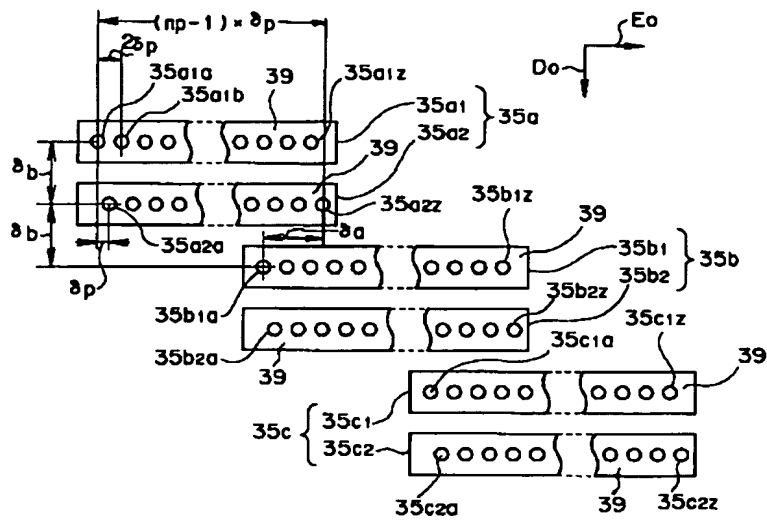 (np-1) × δp
2δp
Eo
Do
35a1a
35a1b
39
35a1z
35a1
35a2
35a
δb
39
δb
35a2a
δa
35a2z
35b1z
39
35b1
35b2
35b
δp
35b1a
35b2z
35b2a
39
35c1a
35c1z
39
35c
35c1
35c2
35c2a
39
35c2z